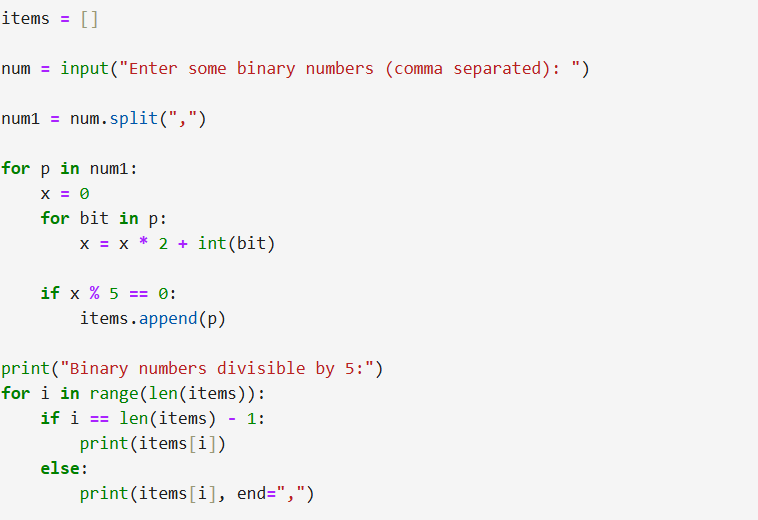 items = []
num = input("Enter some binary numbers (comma separated): ")
num1 = num.split(",")
for p in num1:
    x = 0
    for bit in p:
        x = x * 2 + int(bit)
    if x % 5 == 0:
        items.append(p)
print("Binary numbers divisible by 5:")
for i in range(len(items)):
    if i == len(items) - 1:
        print(items[i])
    else:
        print(items[i], end=",")